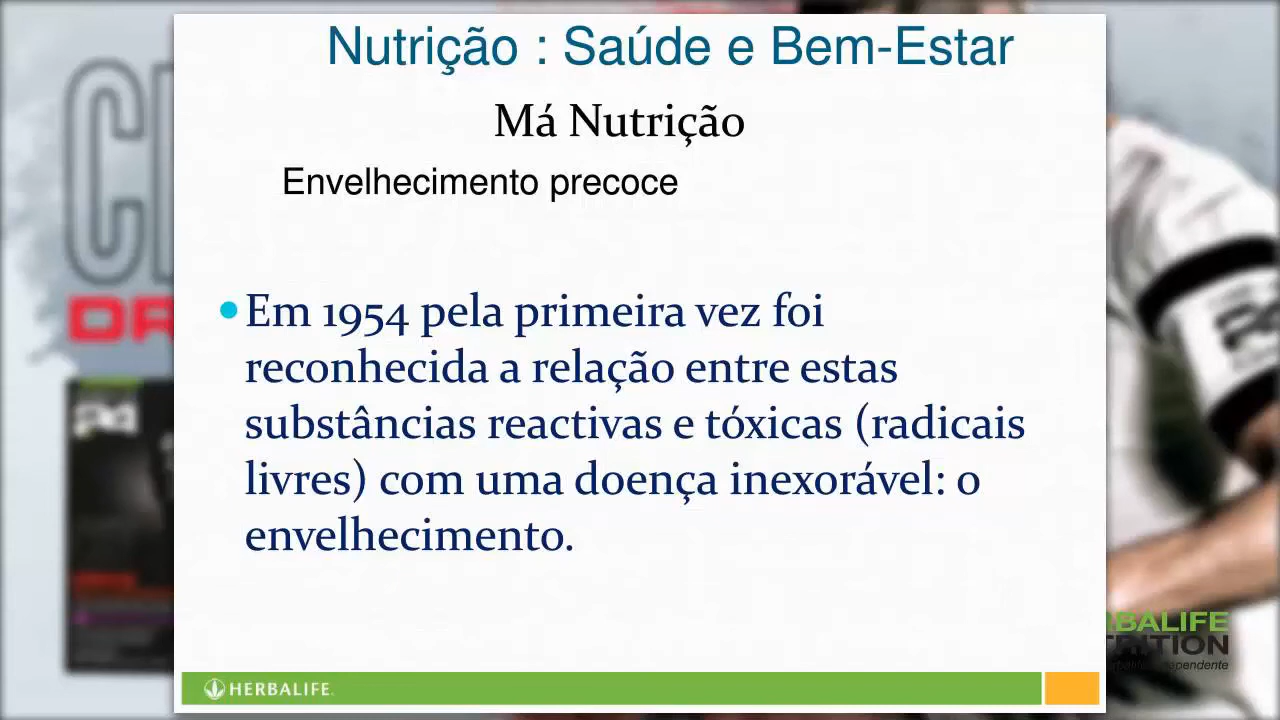 Nutrição : Saúde e Bem-Estar
Má Nutrição
Envelhecimento precoce
•Em 1954 pela primeira vez foi
reconhecida a relação entre estas
substâncias reactivas e tóxicas (radicais
livres) com uma doença inexorável: o
envelhecimento.
HERBALIFE.